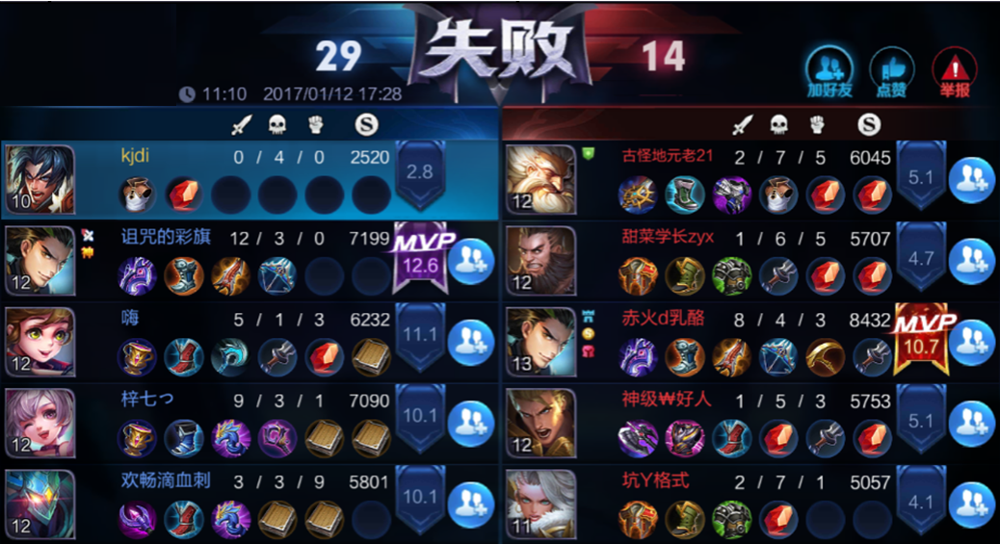 29 失败 14
11:10 2017/01/12 17:28
加好友 点赞 举报
S S
kjdi 0 / 4 / 0 2520 2.8
10
古怪地元老21 2 / 7 / 5 6045 5.1
12
诅咒的彩旗 12 / 3 / 0 7199 MVP 12.6
12
甜菜学长zyx 1 / 6 / 5 5707 4.7
12
嗨 5 / 1 / 3 6232 11.1
12
赤火d乳酪 8 / 4 / 3 8432 MVP 10.7
13
梓七っ 9 / 3 / 1 7090 10.1
12
神级₩好人 1 / 5 / 3 5753 5.1
12
欢畅滴血刺 3 / 3 / 9 5801 10.1
12
坑Y格式 2 / 7 / 1 5057 4.1
11